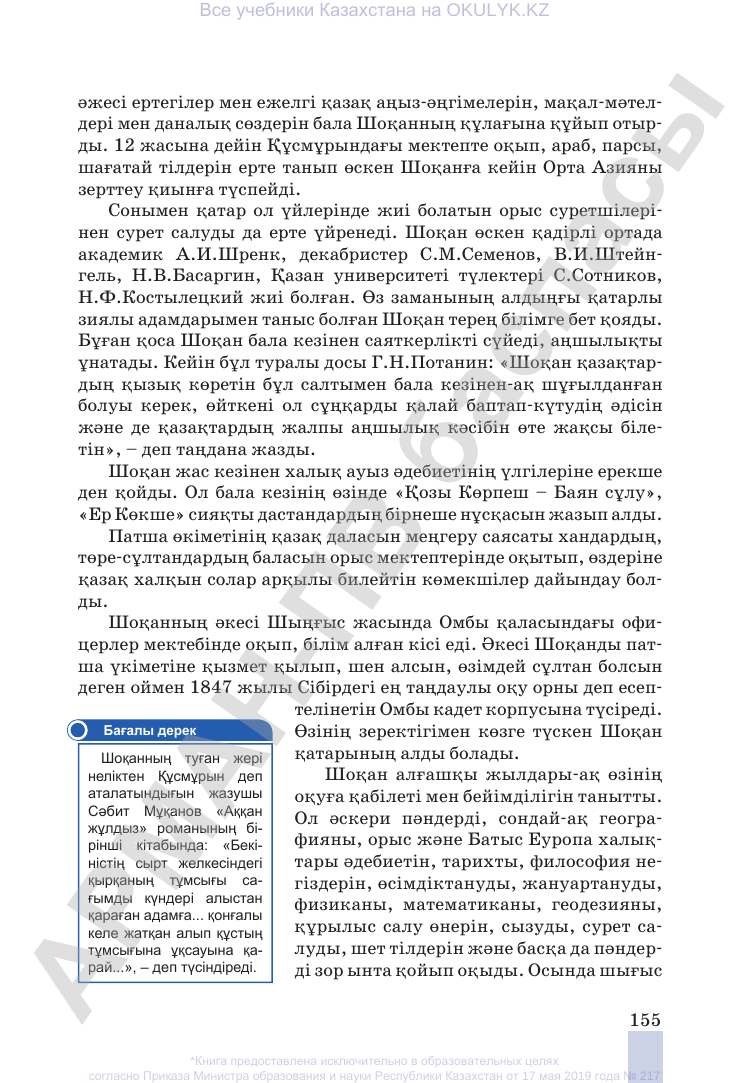 Все учебники Казахстана на OKULYK.KZ
әжесі ертегілер мен ежелгі қазақ аңыз-әңгімелерін, мақал-мәтел-
дері мен даналық сөздерін бала Шоқанның құлағына құйып отыр-
ды. 12 жасына дейін Құсмұрындағы мектепте оқып, араб, парсы,
шағатай тілдерін ерте танып өскен Шоқанға кейін Орта Азияны
зерттеу қиынға түспейді.
Сонымен қатар ол үйлерінде жиі болатын орыс суретшілері-
нен сурет салуды да ерте үйренеді. Шоқан өскен қадірлі ортада
академик А.И.Шренк, декабристер С.М.Семенов, В.И.Штейн-
гель, Н.В.Басаргин, Қазан университеті түлектері С.Сотников,
Н.Ф.Костылецкий жиі болған. Өз заманының алдыңғы қатарлы
зиялы адамдарымен таныс болған Шоқан терең білімге бет қояды.
Бұған қоса Шоқан бала кезінен саяткерлікті сүйеді, аңшылықты
ұнатады. Кейін бұл туралы досы Г.Н.Потанин: «Шоқан қазақтар-
дың қызық көретін бұл салтымен бала кезінен-ақ шұғылданған
болуы керек, өйткені ол сұңқарды қалай баптап-күтудің әдісін
және де қазақтардың жалпы аңшылық кәсібін өте жақсы біле-
тін», – деп таңдана жазды.
Шоқан жас кезінен халық ауыз әдебиетінің үлгілеріне ерекше
ден қойды. Ол бала кезінің өзінде «Қозы Көрпеш – Баян сұлу»,
«Ер Көкше» сияқты дастандардың бірнеше нұсқасын жазып алды.
Патша өкіметінің қазақ даласын меңгеру саясаты хандардың,
төре-сұлтандардың баласын орыс мектептерінде оқытып, өздеріне
қазақ халқын солар арқылы билейтін көмекшілер дайындау бол-
ды.
Шоқанның әкесі Шыңғыс жасында Омбы қаласындағы офи-
церлер мектебінде оқып, білім алған кісі еді. Әкесі Шоқанды пат-
ша үкіметіне қызмет қылып, шен алсын, өзімдей сұлтан болсын
деген оймен 1847 жылы Сібірдегі ең таңдаулы оқу орны деп есеп-
телінетін Омбы кадет корпусына түсіреді.
Өзінің зеректігімен көзге түскен Шоқан
қатарының алды болады.
Шоқан алғашқы жылдары-ақ өзінің
оқуға қабілеті мен бейімділігін танытты.
Ол әскери пәндерді, сондай-ақ геогра-
фияны, орыс және Батыс Еуропа халық-
тары әдебиетін, тарихты, философия не-
гіздерін, өсімдіктануды, жануартануды,
физиканы, математиканы, геодезияны,
құрылыс салу өнерін, сызуды, сурет са-
луды, шет тілдерін және басқа да пәндер-
ді зор ынта қойып оқыды. Осында шығыс
Бағалы дерек
Шоқанның туған жері
неліктен Құсмұрын деп
аталатындығын жазушы
Сәбит Мұқанов «Аққан
жұлдыз» романының бі-
рінші кітабында: «Бекі-
ністің сырт желкесіндегі
қырқаның тұмсығы са-
ғымды күндері алыстан
қараған адамға... қонғалы
келе жатқан алып құстың
тұмсығына ұқсауына қа-
рай...», – деп түсіндіреді.
155
АРМАН-ПВ баспасы
*Книга предоставлена исключительно в образовательных целях
согласно Приказа Министра образования и науки Республики Казахстан от 17 мая 2019 года № 217